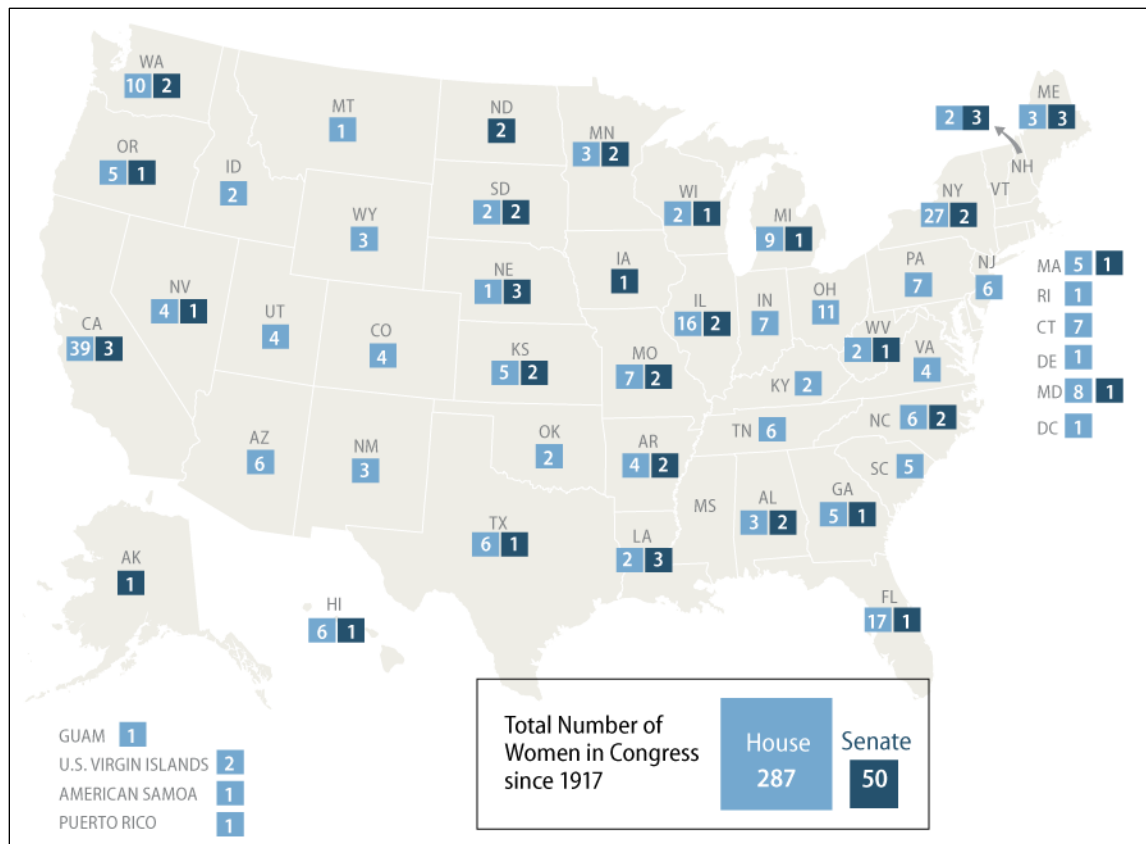 WA
10 2
MT
1
ND
2
MN
3 2
2 3
ME
3 3
OR
5 1
ID
2
SD
2 2
WI
2 1
MI
9 1
NH
VT
NY
27 2
WY
3
IA
1
PA
7
NJ
6
MA 5 1
RI 1
CT 7
DE 1
MD 8 1
DC 1
NE
1 3
NV
4 1
UT
4
CO
4
IL
16 2
IN
7
OH
11
WV
2 1
VA
4
CA
39 3
KS
5 2
MO
7 2
KY 2
NC 6 2
TN 6
AZ
6
NM
3
OK
2
AR
4 2
SC 5
MS
AL
3 2
GA
5 1
TX
6 1
LA
2 3
AK
1
HI
6 1
FL
17 1
GUAM 1
U.S. VIRGIN ISLANDS 2
AMERICAN SAMOA 1
PUERTO RICO 1
Total Number of
Women in Congress
since 1917
House
287
Senate
50